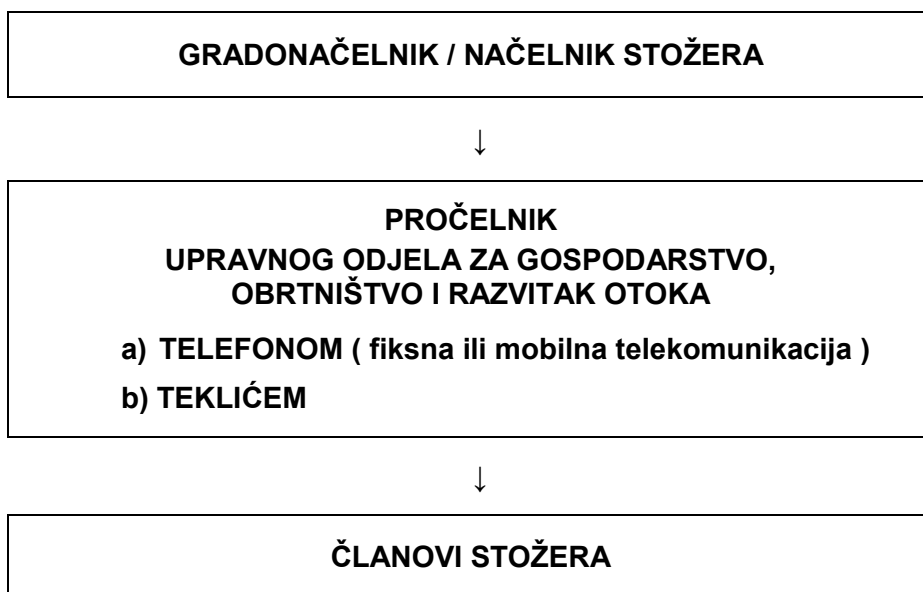 GRADONAČELNIK / NAČELNIK STOŽERA
↓
PROČELNIK
UPRAVNOG ODJELA ZA GOSPODARSTVO,
OBRTNIŠTVO I RAZVITAK OTOKA
a) TELEFONOM ( fiksna ili mobilna telekomunikacija )
b) TEKLIĆEM
↓
ČLANOVI STOŽERA